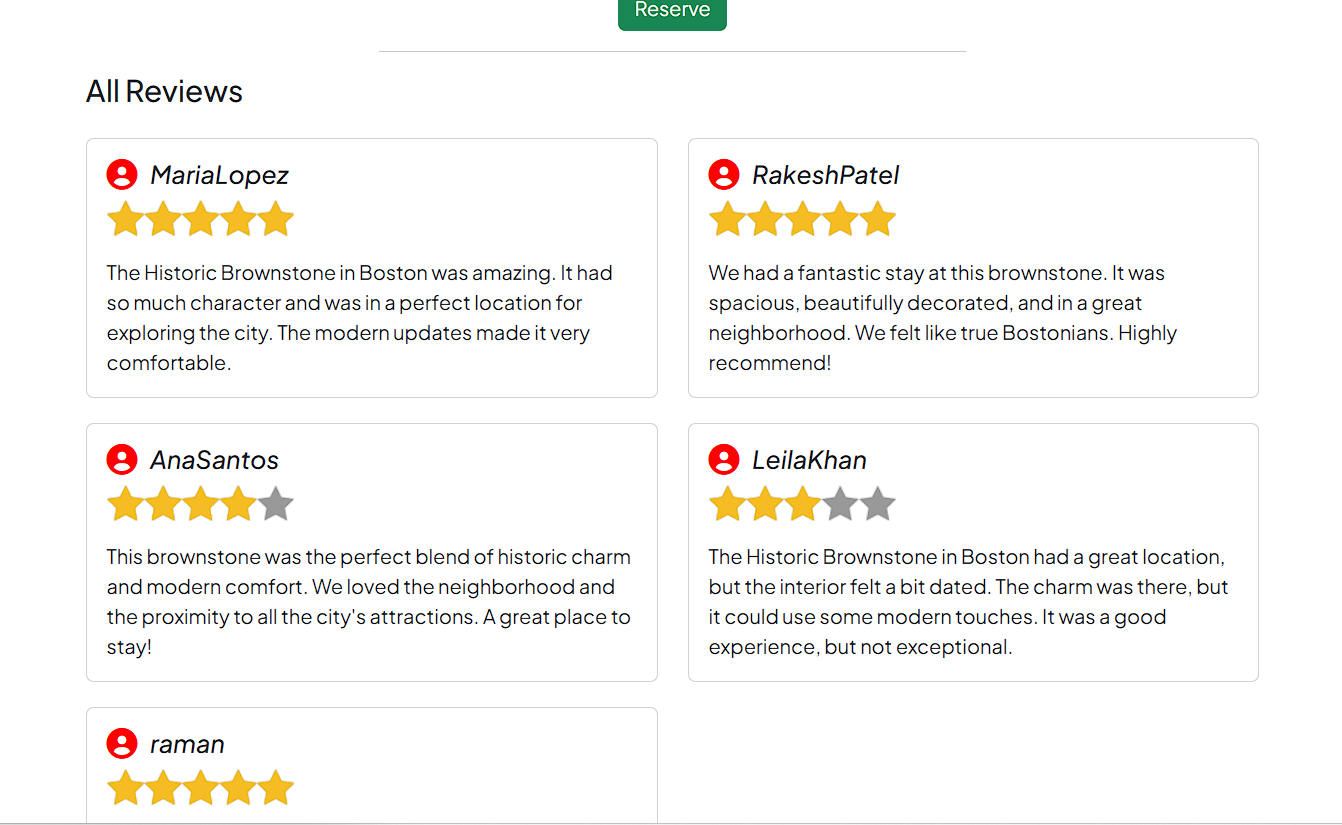 Reserve
All Reviews
MariaLopez
The Historic Brownstone in Boston was amazing. It had
so much character and was in a perfect location for
exploring the city. The modern updates made it very
comfortable.
RakeshPatel
We had a fantastic stay at this brownstone. It was
spacious, beautifully decorated, and in a great
neighborhood. We felt like true Bostonians. Highly
recommend!
AnaSantos
This brownstone was the perfect blend of historic charm
and modern comfort. We loved the neighborhood and
the proximity to all the city's attractions. A great place to
stay!
LeilaKhan
The Historic Brownstone in Boston had a great location,
but the interior felt a bit dated. The charm was there, but
it could use some modern touches. It was a good
experience, but not exceptional.
raman